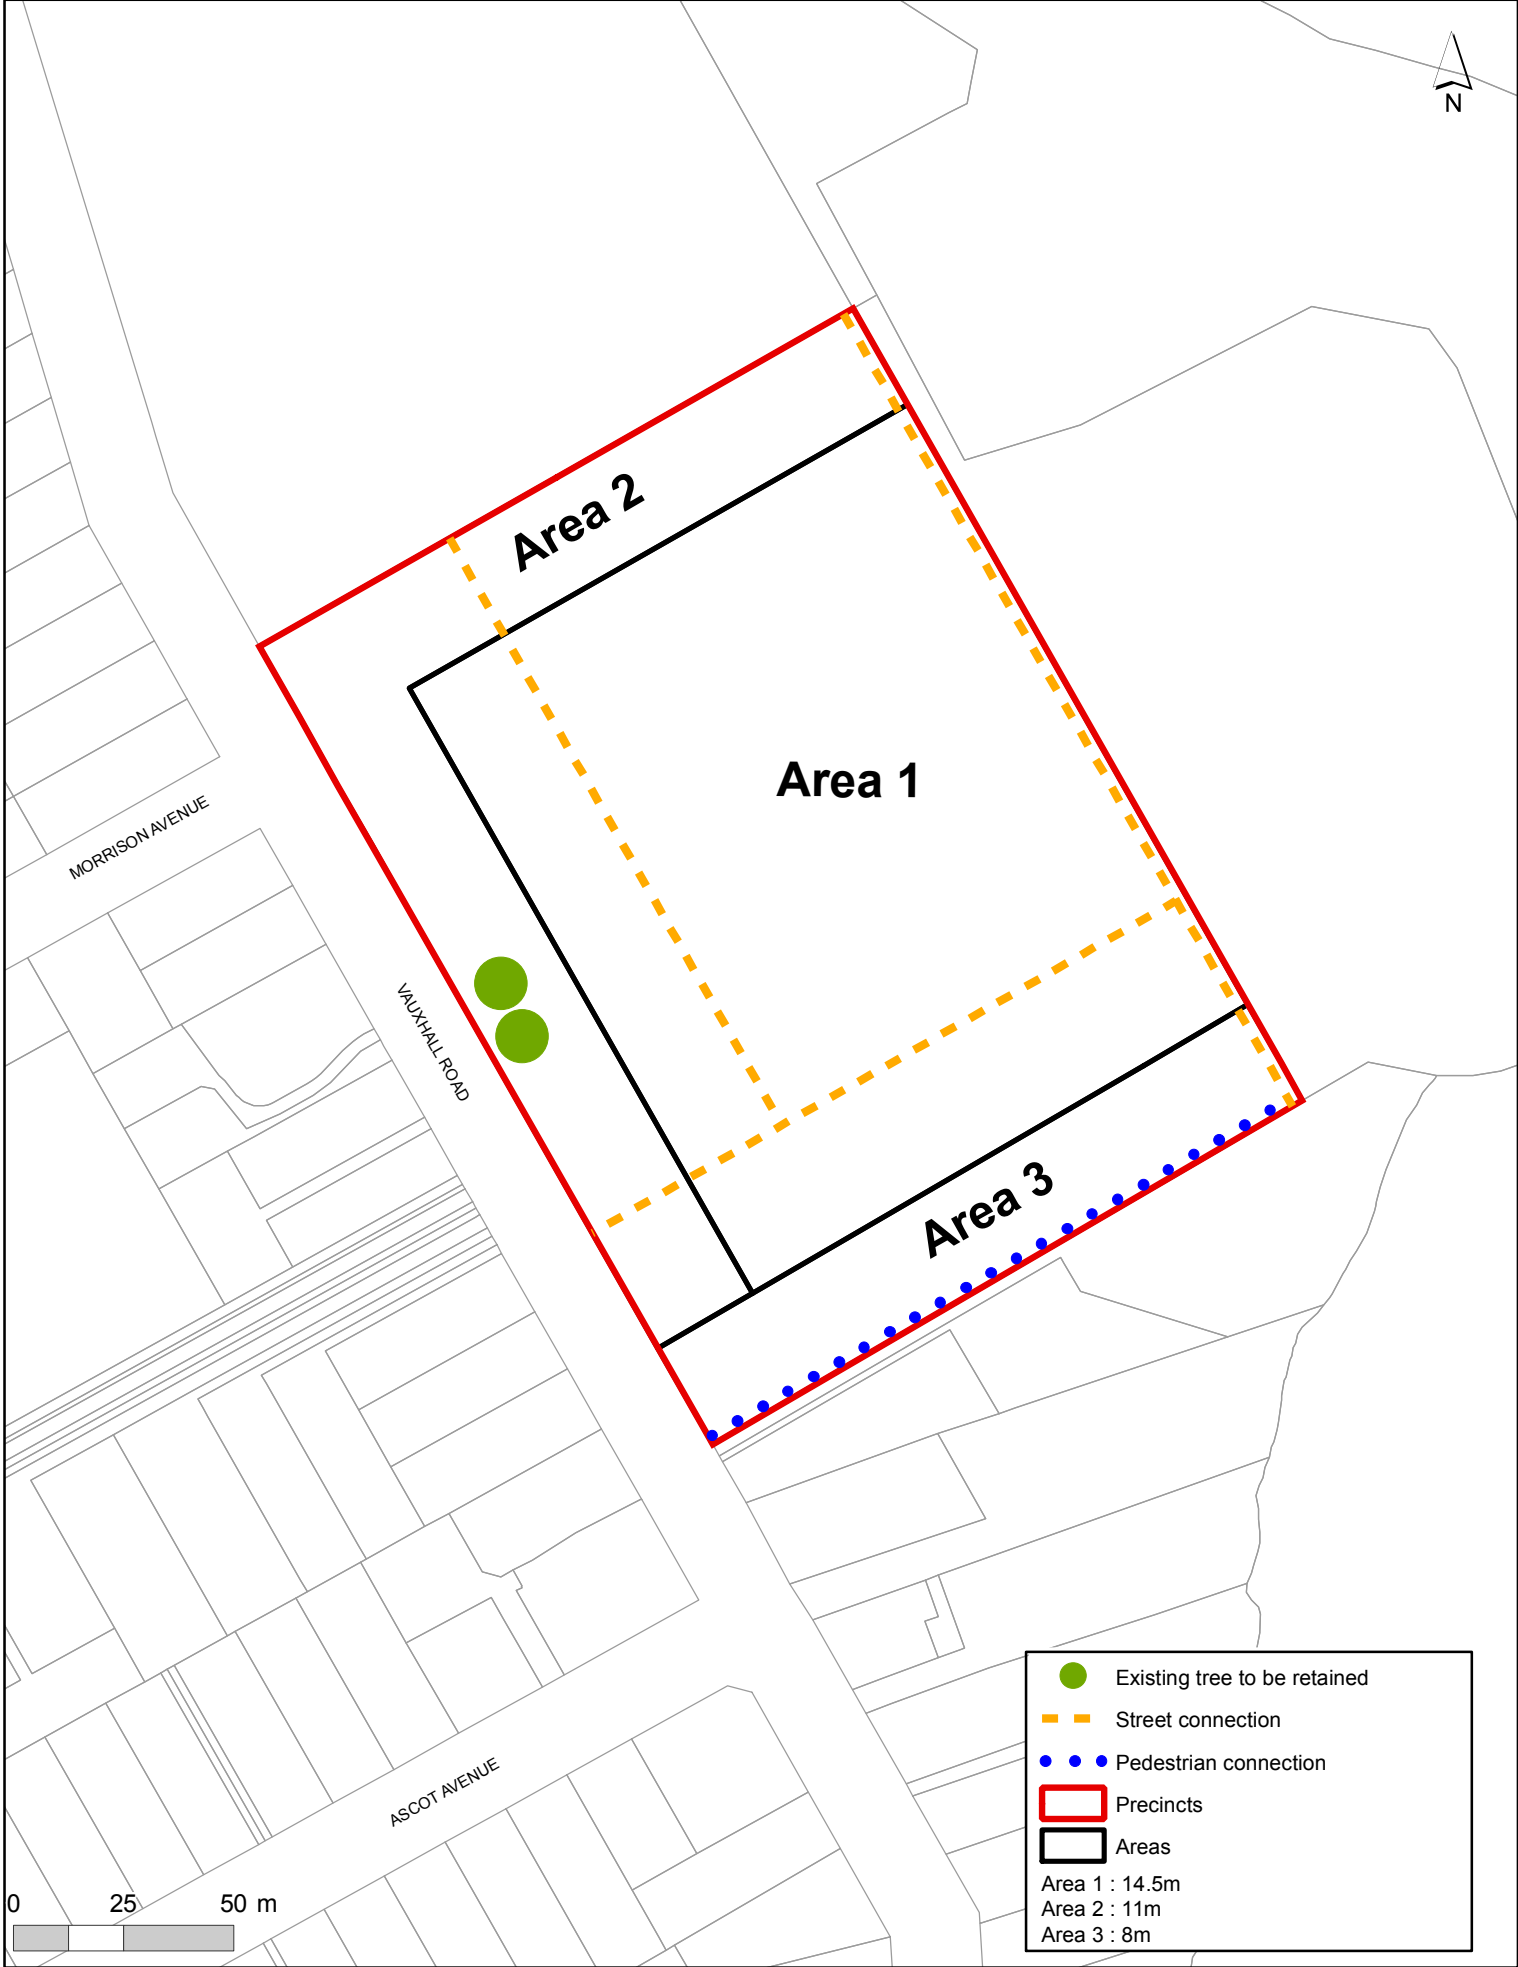 N
Area 2
Area 1
MORRISON AVENUE
VAUXHALL ROAD
Area 3
ASCOT AVENUE
Existing tree to be retained
Street connection
Pedestrian connection
Precincts
Areas
Area 1 : 14.5m
Area 2 : 11m
Area 3 : 8m
0 25 50 m